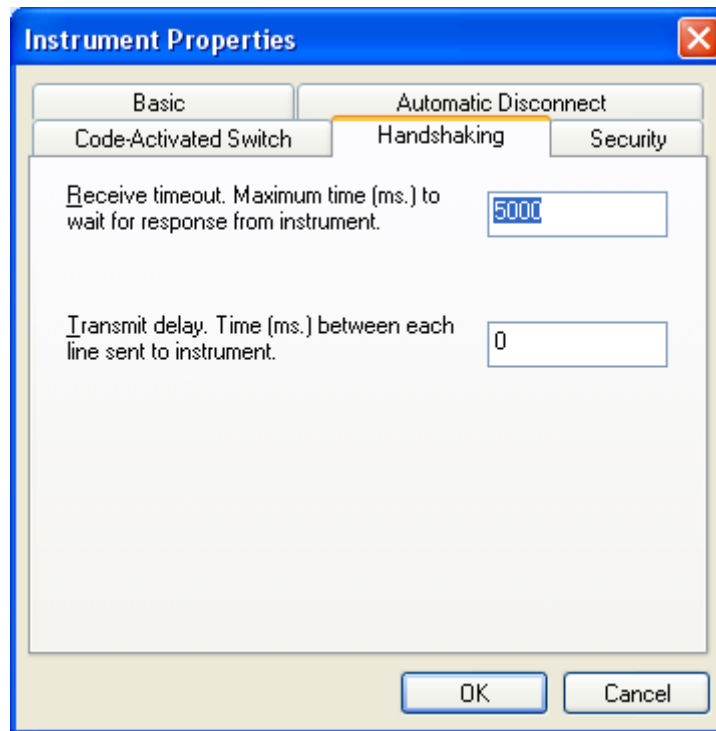 Instrument Properties
Basic
Automatic Disconnect
Code-Activated Switch
Handshaking
Security
Receive timeout. Maximum time (ms.) to
wait for response from instrument.
5000
Transmit delay. Time (ms.) between each
line sent to instrument.
0
OK
Cancel